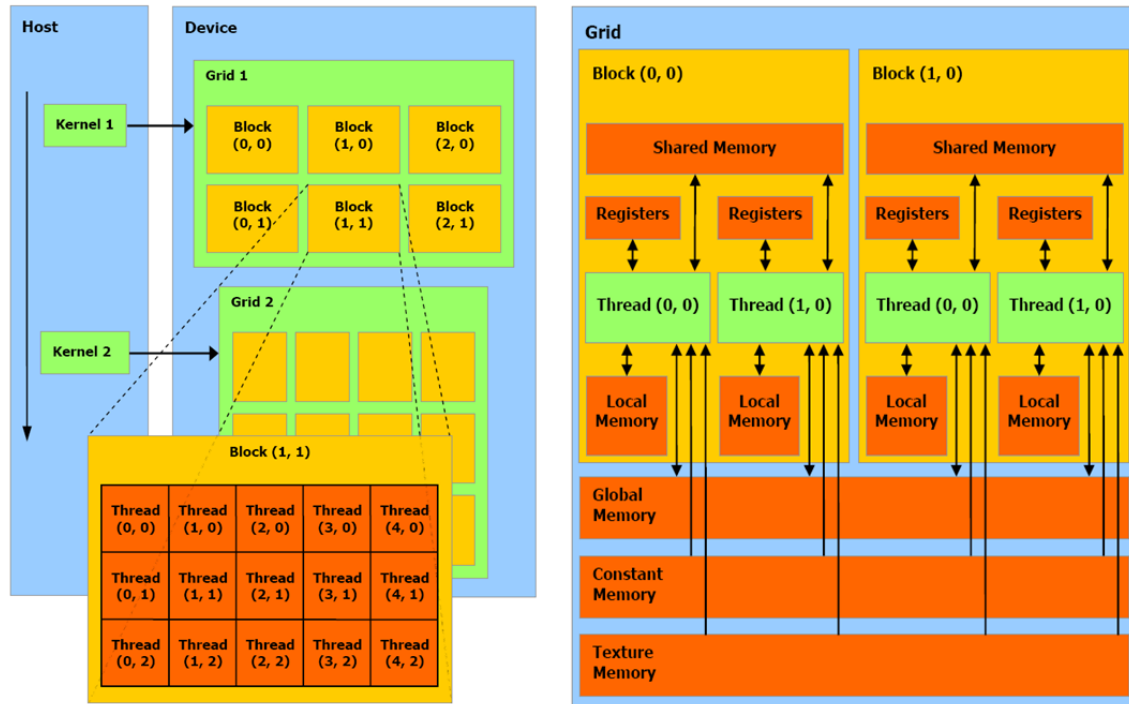 Host
Device
Grid 1
Kernel 1
Block
(0, 0)
Block
(1, 0)
Block
(2, 0)
Block
(0, 1)
Block
(1, 1)
Block
(2, 1)
Grid 2
Kernel 2
Block (1, 1)
Thread
(0, 0)
Thread
(1, 0)
Thread
(2, 0)
Thread
(3, 0)
Thread
(4, 0)
Thread
(0, 1)
Thread
(1, 1)
Thread
(2, 1)
Thread
(3, 1)
Thread
(4, 1)
Thread
(0, 2)
Thread
(1, 2)
Thread
(2, 2)
Thread
(3, 2)
Thread
(4, 2)
Grid
Block (0, 0)
Shared Memory
Registers
Registers
Thread (0, 0)
Thread (1, 0)
Local
Memory
Local
Memory
Block (1, 0)
Shared Memory
Registers
Registers
Thread (0, 0)
Thread (1, 0)
Local
Memory
Local
Memory
Global
Memory
Constant
Memory
Texture
Memory